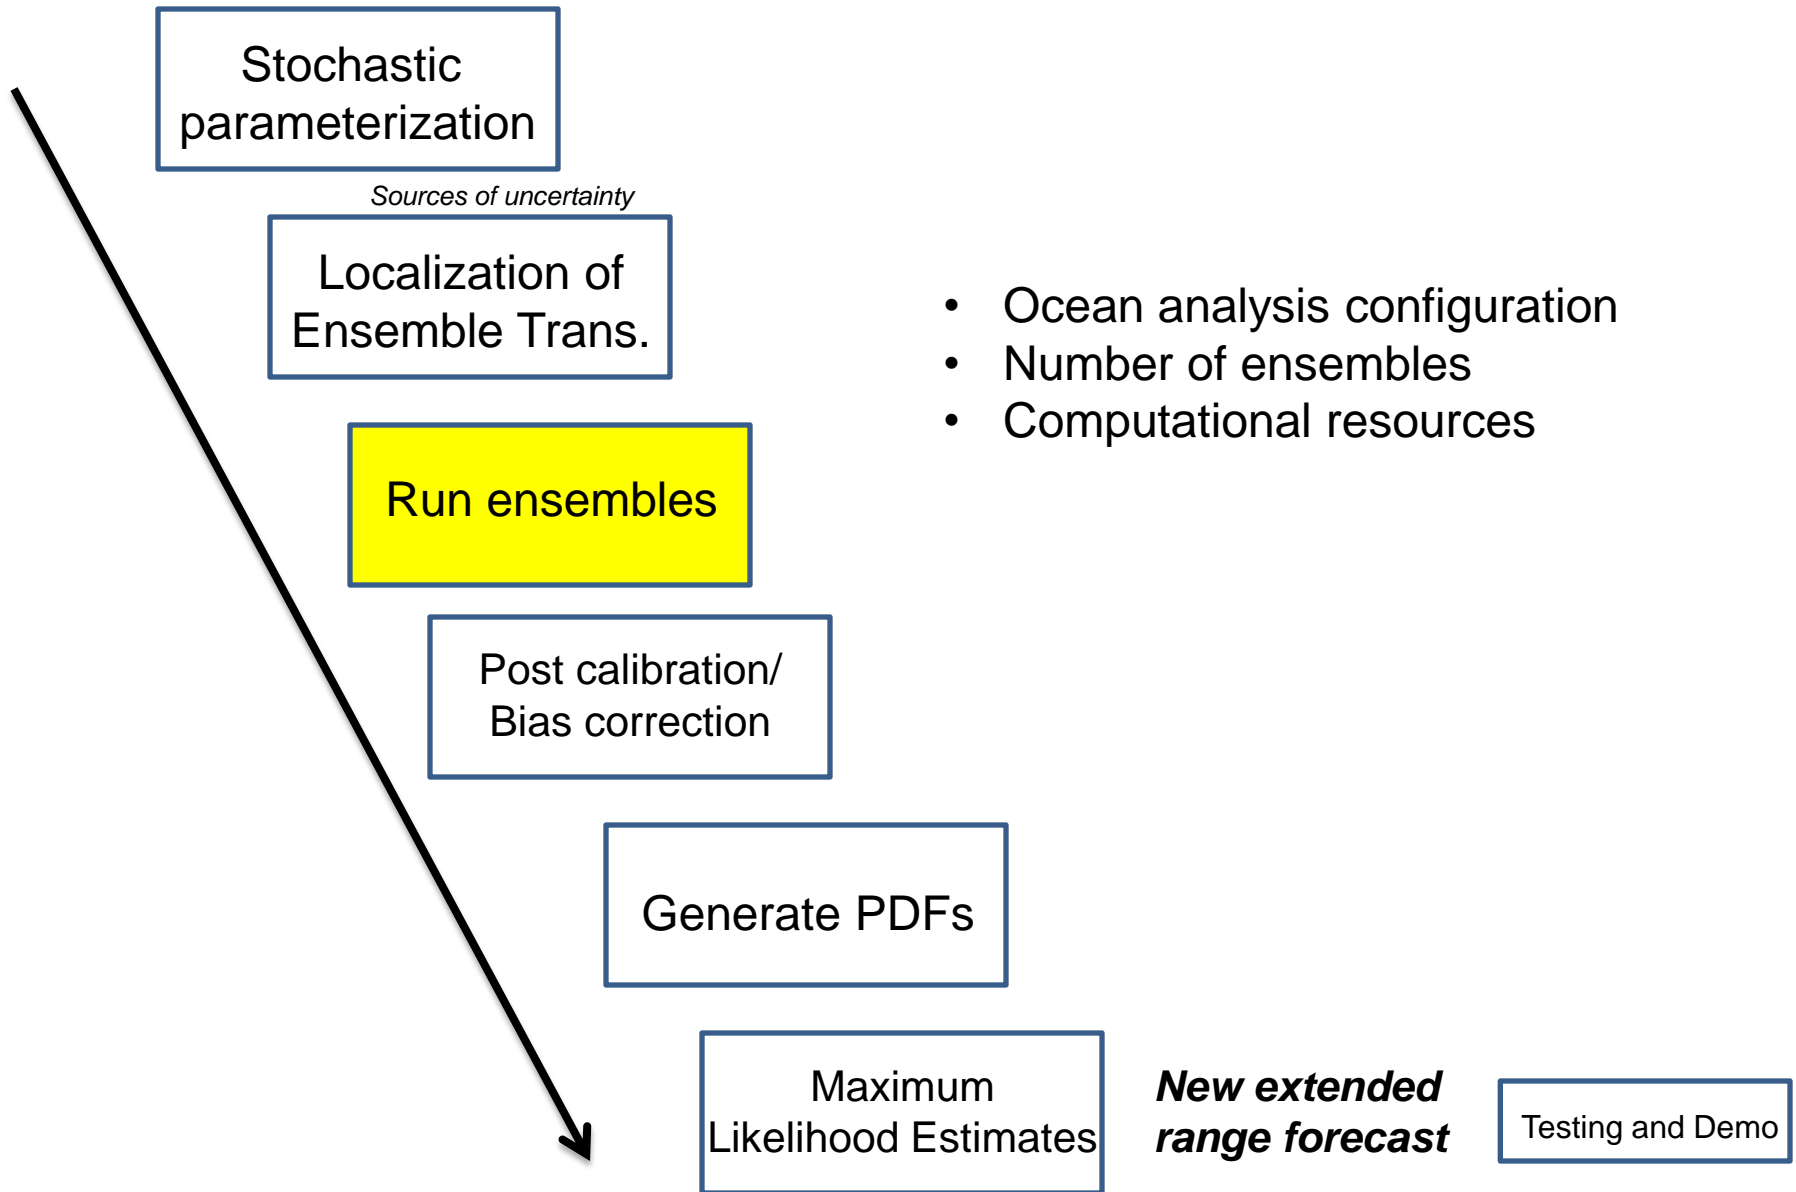 Stochastic
parameterization
Sources of uncertainty
Localization of
Ensemble Trans.
• Ocean analysis configuration
• Number of ensembles
• Computational resources
Run ensembles
Post calibration/
Bias correction
Generate PDFs
Maximum
Likelihood Estimates
New extended
range forecast
Testing and Demo